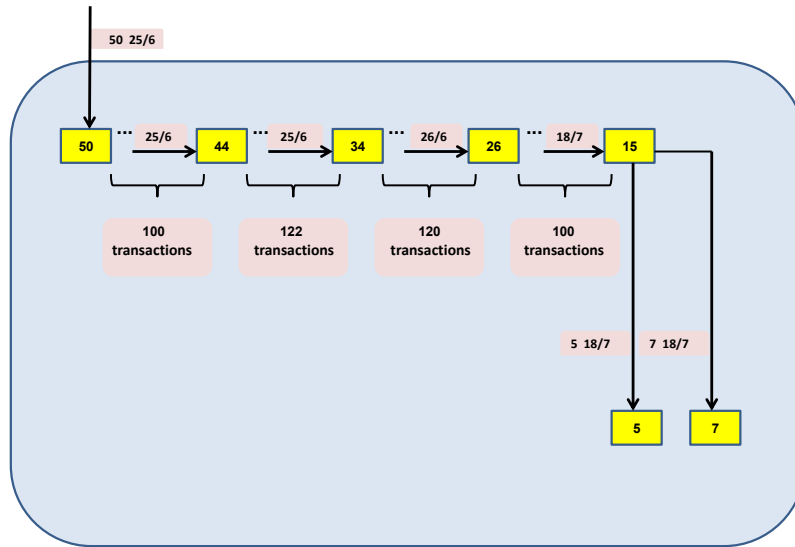 50 25/6
... 25/6 ... 25/6 ... 26/6 ... 18/7
50 44 34 26 15
100 transactions
122 transactions
120 transactions
100 transactions
5 18/7 7 18/7
5 7